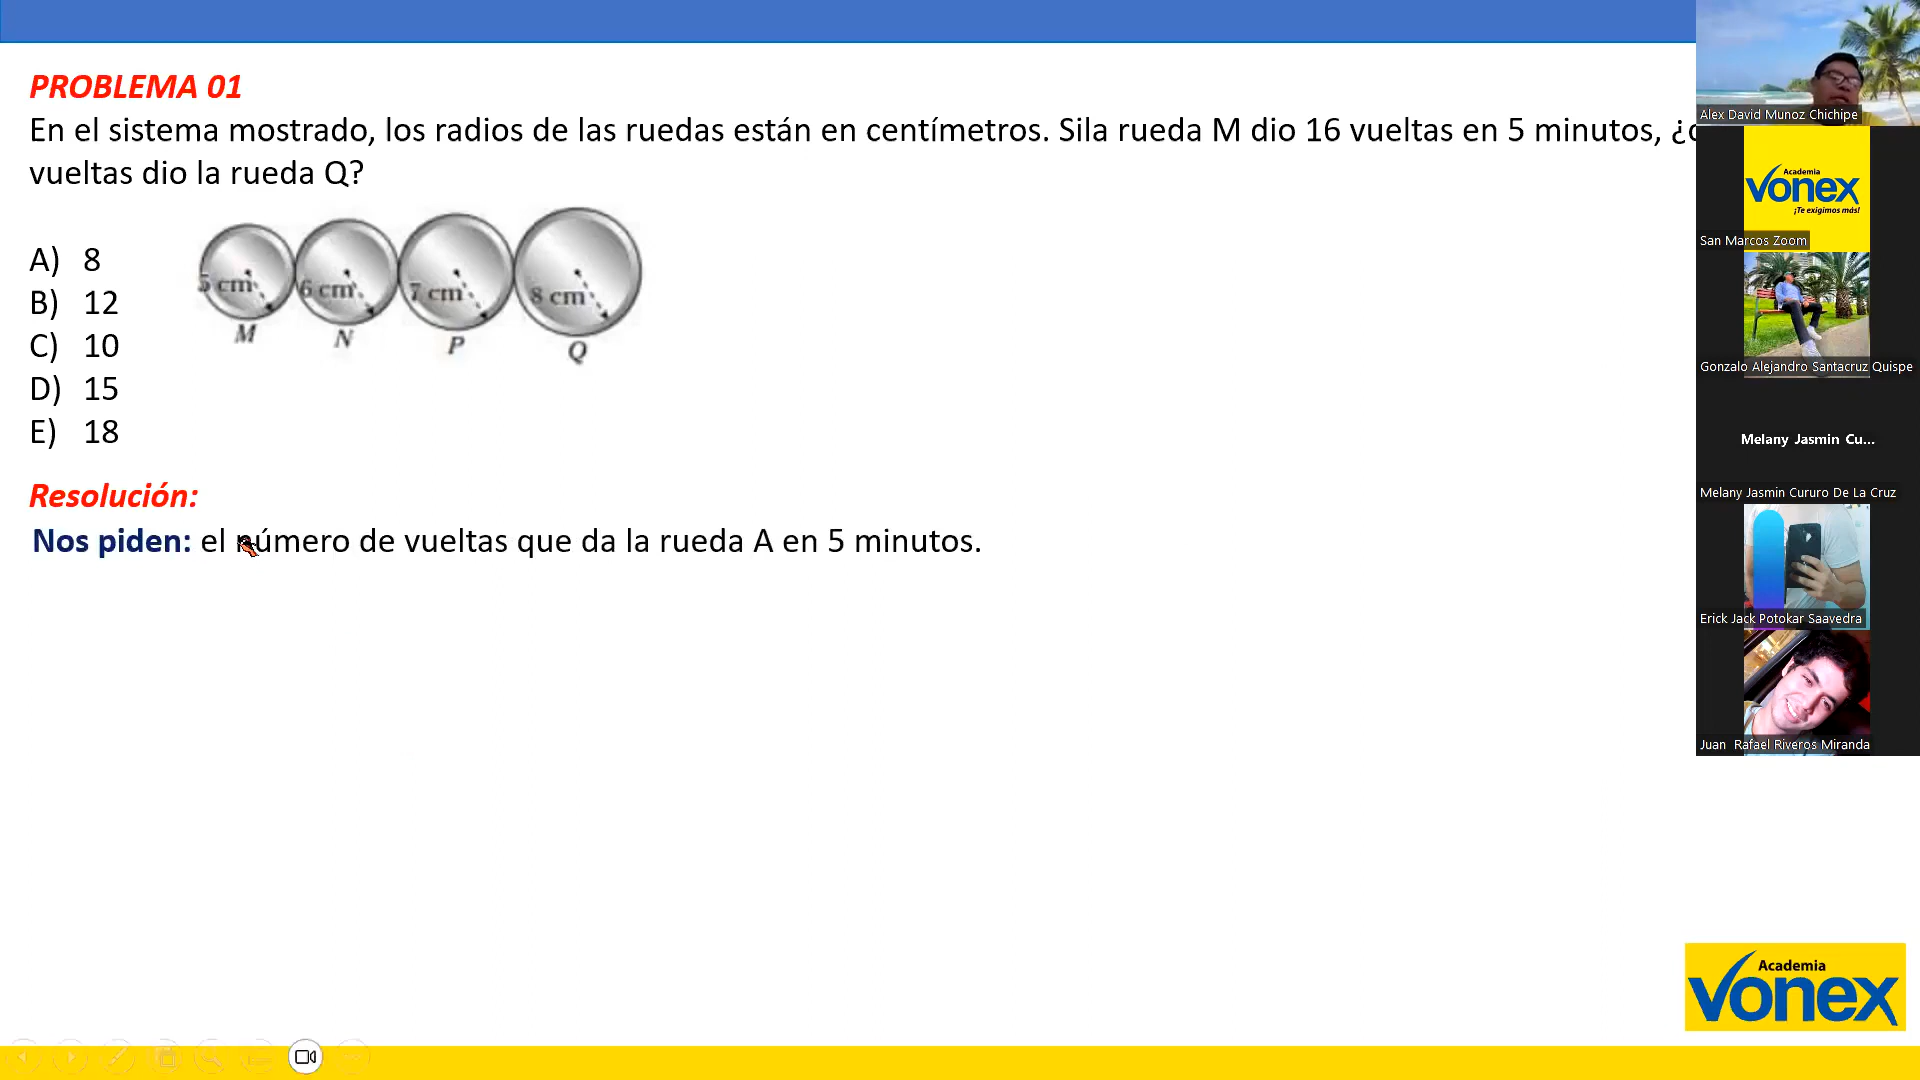 PROBLEMA 01
En el sistema mostrado, los radios de las ruedas están en centímetros. Sila rueda M dio 16 vueltas en 5 minutos,
vueltas dio la rueda Q?
A) 8
B) 12
C) 10
D) 15
E) 18
5 cm 6 cm 7 cm 8 cm
M N P Q
Resolución:
Nos piden: el número de vueltas que da la rueda A en 5 minutos.
Alex David Munoz Chichipe
Academia
vonex
¡Te exigimos más!
San Marcos Zoom
Gonzalo Alejandro Santacruz Quispe
Melany Jasmin Cu...
Melany Jasmin Cururo De La Cruz
Erick Jack Potokar Saavedra
Juan Rafael Riveros Miranda
Academia
vonex